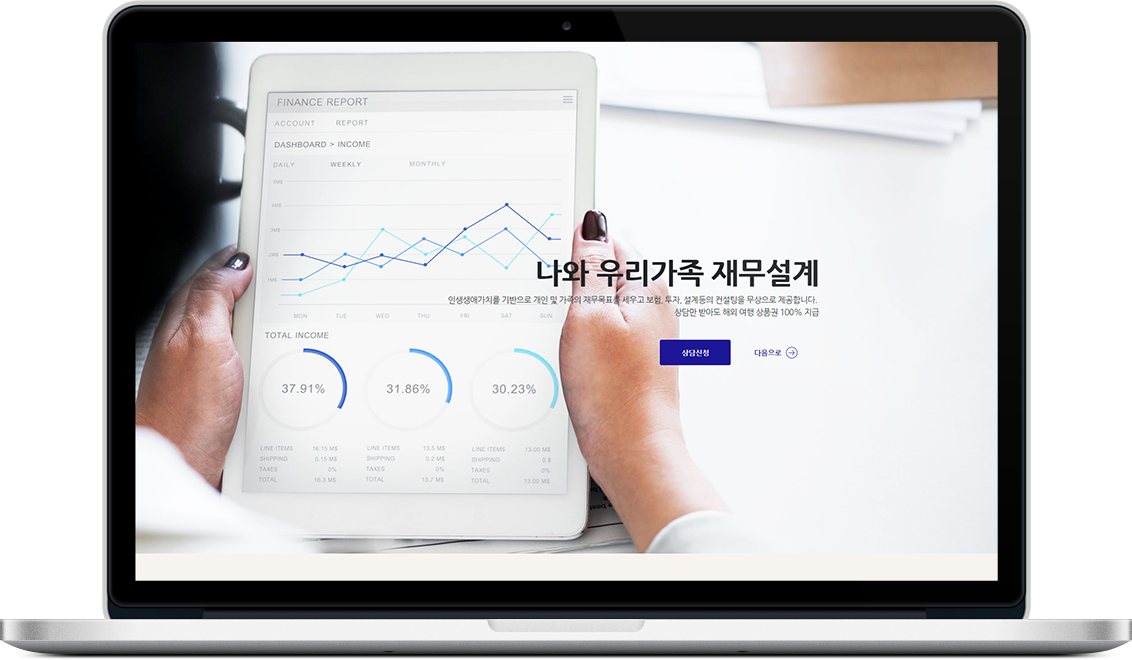 FINANCE REPORT
ACCOUNT REPORT
DASHBOARD > INCOME
DAILY WEEKLY MONTHLY
5M$
4M$
3M$
2M$
1M$
MON TUE WED THU FRI SAT SUN
TOTAL INCOME
37.91% 31.86% 30.23%
LINE ITEMS 16.15 M$ LINE ITEMS 13.5 M$ LINE ITEMS 13.00 M$
SHIPPING 0.15 M$ SHIPPING 0.2 M$ SHIPPING 0 $
TAXES 0% TAXES 0% TAXES 0%
TOTAL 16.3 M$ TOTAL 13.7 M$ TOTAL 13.00 M$
나와 우리가족 재무설계
인생생애가치를 기반으로 개인 및 가족의 재무목표를 세우고 보험, 투자, 설계등의 컨설팅을 무상으로 제공합니다.
상담만 받아도 해외 여행 상품권 100% 지급
상담신청 다음으로